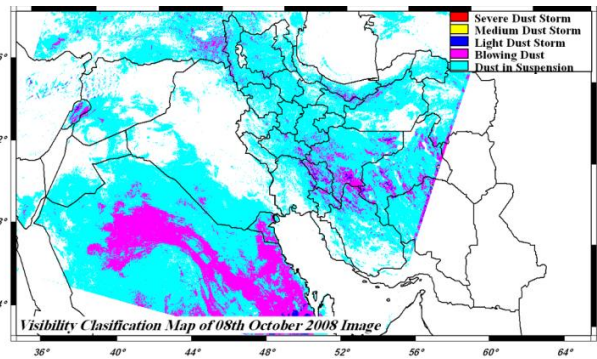 Severe Dust Storm
Medium Dust Storm
Light Dust Storm
Blowing Dust
Dust in Suspension
Visibility Clasification Map of 08th October 2008 Image
36° 40° 44° 48° 52° 56° 60° 64°